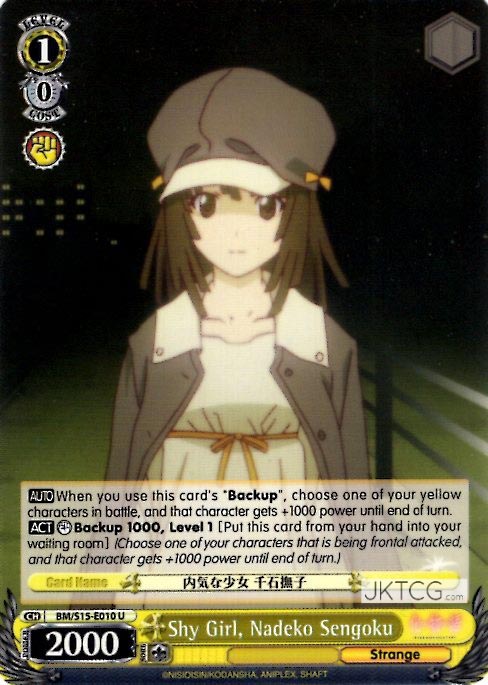 LEVEL
1
0
COST
AUTO When you use this card's "Backup", choose one of your yellow
characters in battle, and that character gets +1000 power until end of turn.
ACT Backup 1000, Level 1 [Put this card from your hand into your
waiting room] (Choose one of your characters that is being frontal attacked,
and that character gets +1000 power until end of turn.)
Card Name 内気な少女 千石撫子
JKTCG.com
CH BM/S15-E010 U
POWER 2000 SOUL
Shy Girl, Nadeko Sengoku
Strange
©NISIOISIN/KODANSHA, ANIPLEX, SHAFT